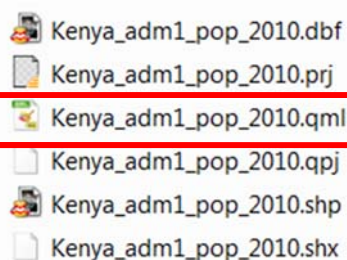 Kenya_adm1_pop_2010.dbf
Kenya_adm1_pop_2010.prj
Kenya_adm1_pop_2010.qml
Kenya_adm1_pop_2010.qpj
Kenya_adm1_pop_2010.shp
Kenya_adm1_pop_2010.shx